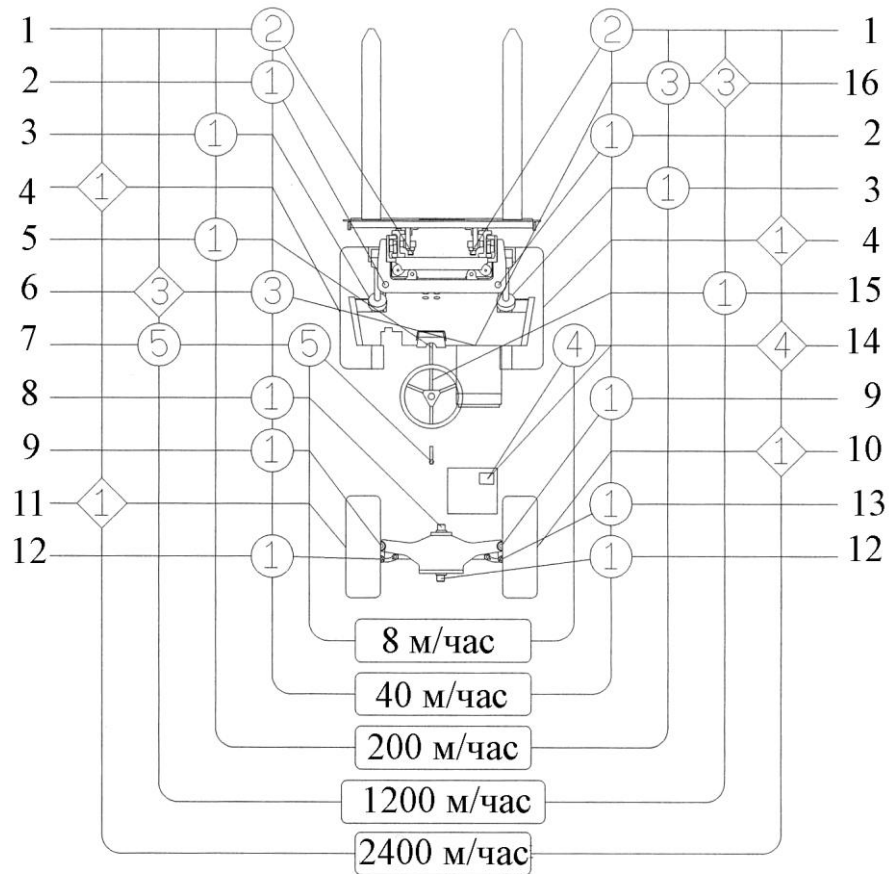 1 2 2 1
2 1 3 3 16
3 1 1 2
4 1 1 3
5 1 1 4
6 3 3 1 15
7 5 5 4 4 14
8 1 1 9
9 1 1 10
11 1 1 13
12 1 1 12
8 м/час
40 м/час
200 м/час
1200 м/час
2400 м/час